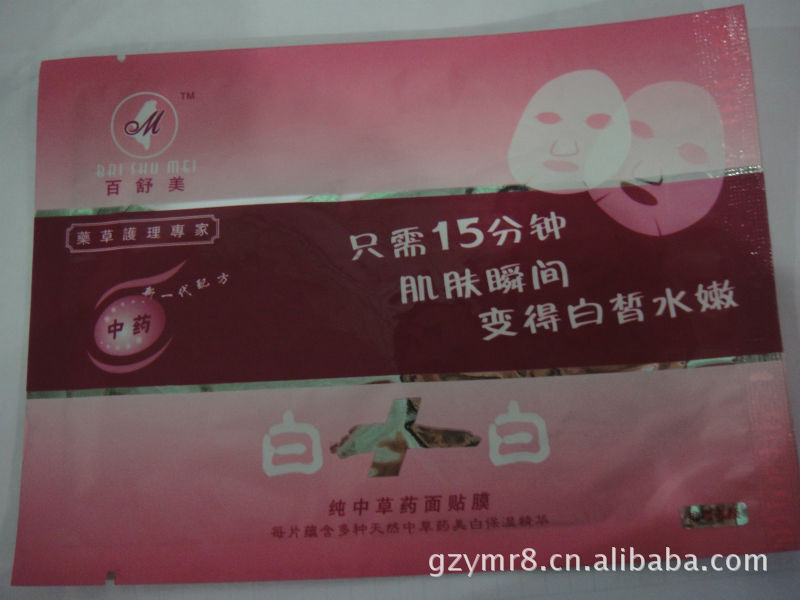 M TM
BAI SHU MEI
百舒美
藥草護理專家
新一代配方
中药
只需15分钟
肌肤瞬间
变得白皙水嫩
白+白
纯中草药面贴膜
每片蕴含多种天然中草药美白保湿精华
gzymr8.cn.alibaba.com